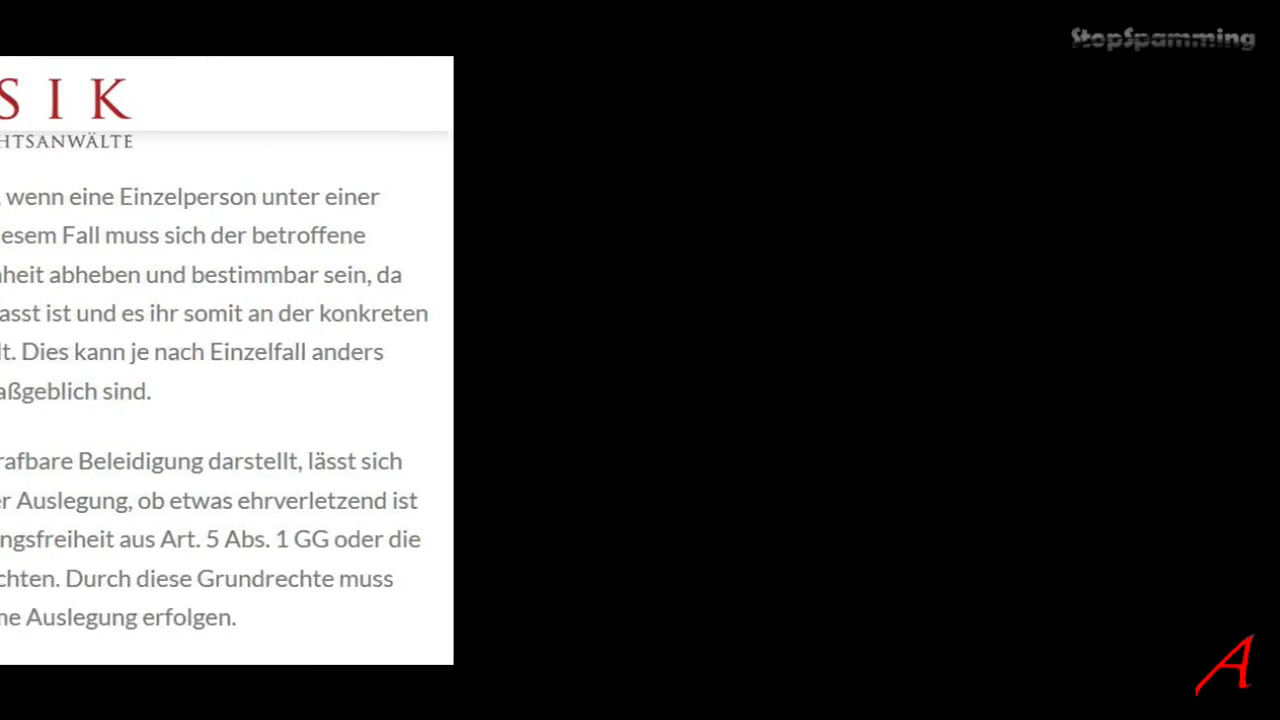 StopSpamming
SIK
HTSANWÄLTE
, wenn eine Einzelperson unter einer
esem Fall muss sich der betroffene
heit abheben und bestimmbar sein, da
asst ist und es ihr somit an der konkreten
lt. Dies kann je nach Einzelfall anders
aßgeblich sind.
rafbare Beleidigung darstellt, lässt sich
er Auslegung, ob etwas ehrverletzend ist
ngsfreiheit aus Art. 5 Abs. 1 GG oder die
chten. Durch diese Grundrechte muss
me Auslegung erfolgen.
A